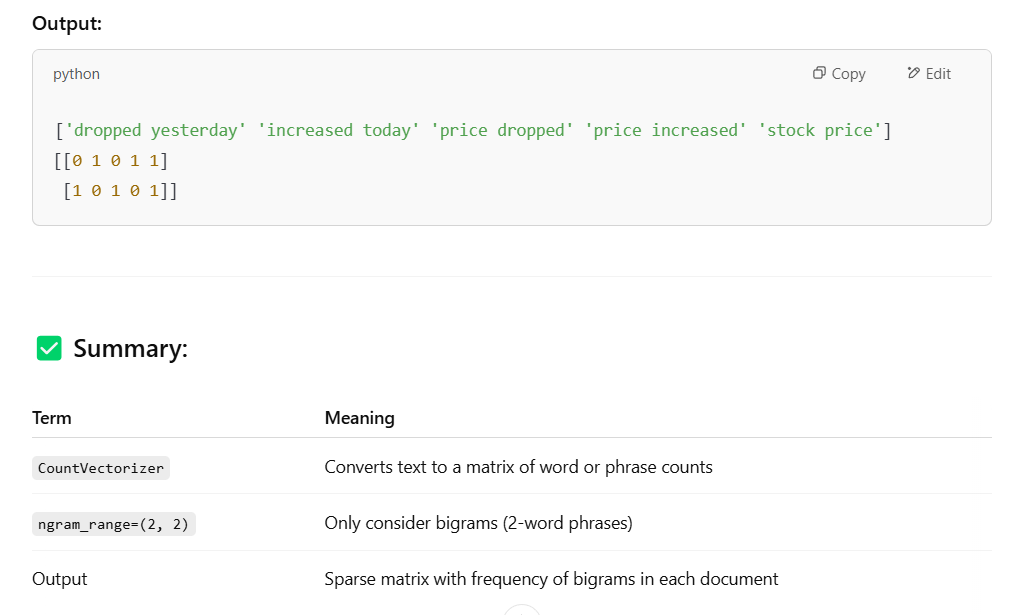 Output:
python Copy Edit
['dropped yesterday' 'increased today' 'price dropped' 'price increased' 'stock price']
[[0 1 0 1 1]
[1 0 1 0 1]]
Summary:
Term Meaning
CountVectorizer Converts text to a matrix of word or phrase counts
ngram_range=(2, 2) Only consider bigrams (2-word phrases)
Output Sparse matrix with frequency of bigrams in each document